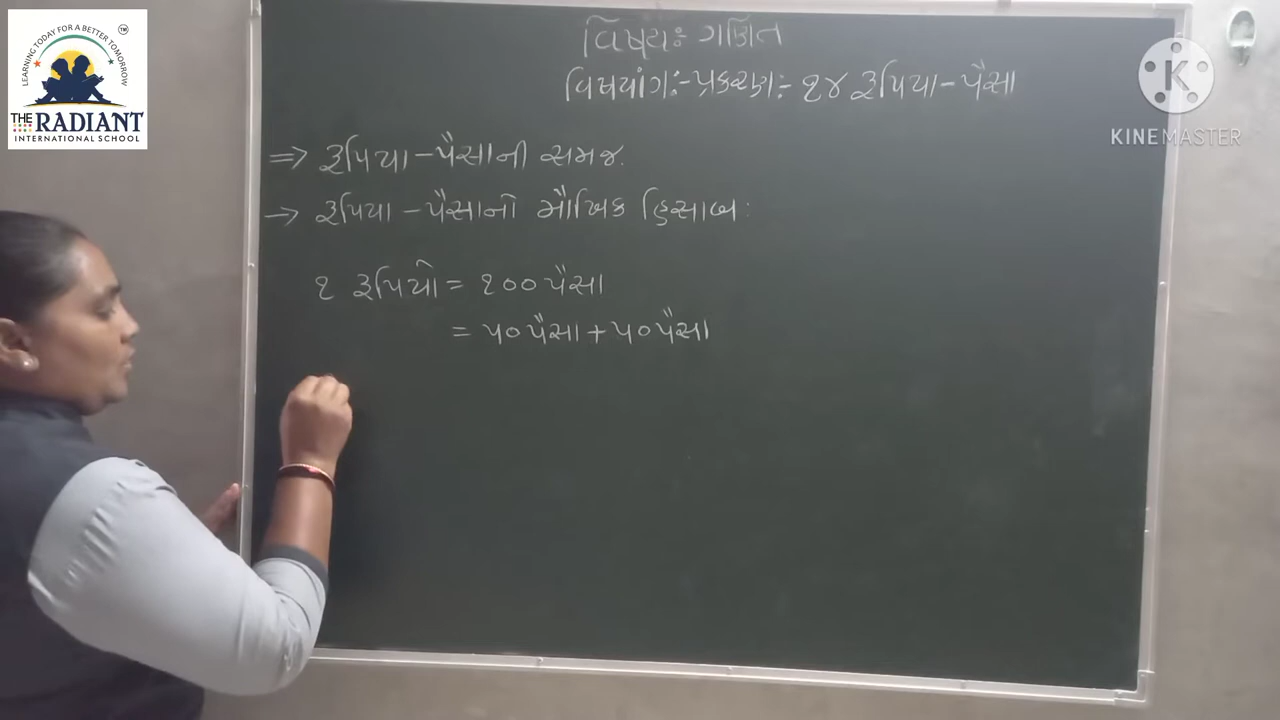 LEARNING TODAY FOR A BETTER TOMORROW
TM
THE RADIANT
INTERNATIONAL SCHOOL
વિષય: ગણિત
વિષયાંગ:- પ્રકરણ:- ૧૪ રૂપિયા-પૈસા
K
KINEMASTER
=> રૂપિયા-પૈસાની સમજ.
-> રૂપિયા-પૈસાનો મૌખિક હિસાબ:
૧ રૂપિયો = ૧૦૦ પૈસા
= ૫૦ પૈસા + ૫૦ પૈસા